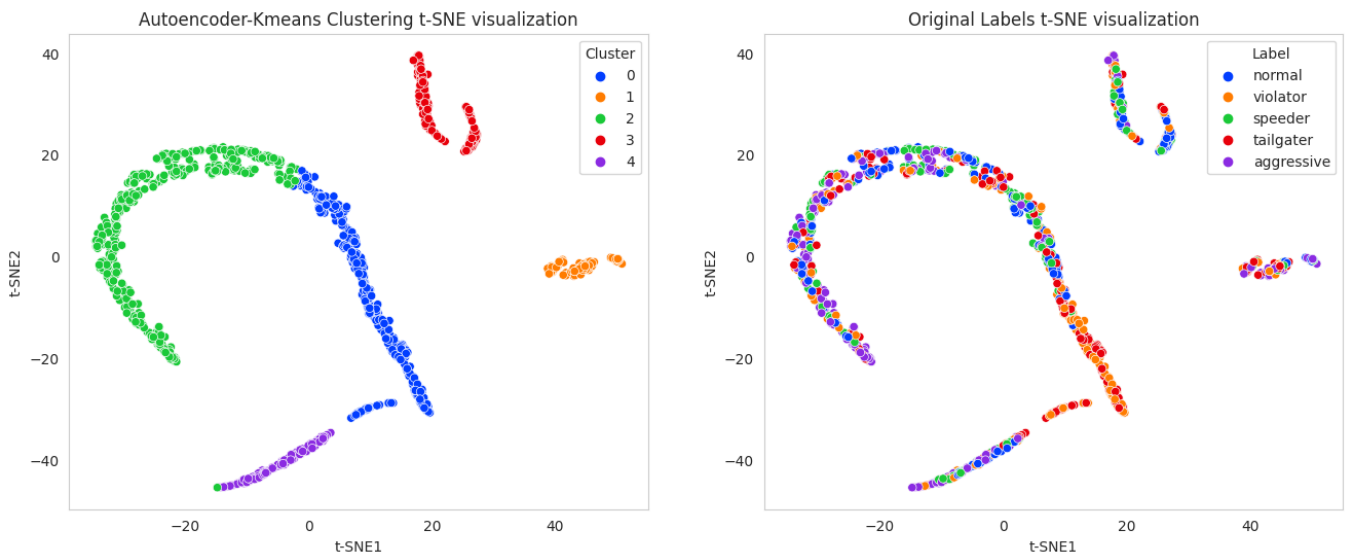 Autoencoder-Kmeans Clustering t-SNE visualization
Cluster
0
1
2
3
4
40
20
0
−20
−40
t-SNE2
−20
0
20
40
t-SNE1
Original Labels t-SNE visualization
Label
normal
violator
speeder
tailgater
aggressive
40
20
0
−20
−40
t-SNE2
−20
0
20
40
t-SNE1